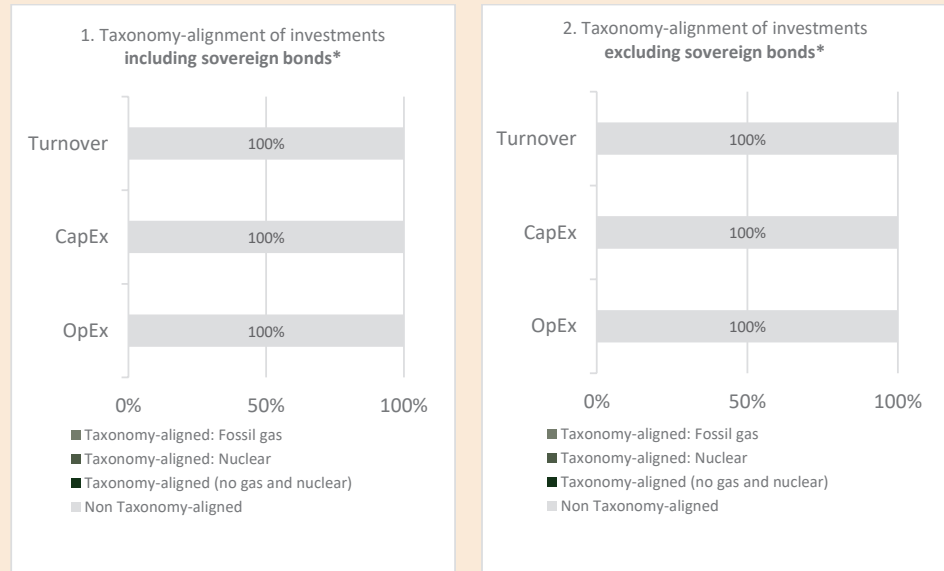 1. Taxonomy-alignment of investments
including sovereign bonds*
Turnover
100%
CapEx
100%
OpEx
100%
0%
50%
100%
Taxonomy-aligned: Fossil gas
Taxonomy-aligned: Nuclear
Taxonomy-aligned (no gas and nuclear)
Non Taxonomy-aligned
2. Taxonomy-alignment of investments
excluding sovereign bonds*
Turnover
100%
CapEx
100%
OpEx
100%
0%
50%
100%
Taxonomy-aligned: Fossil gas
Taxonomy-aligned: Nuclear
Taxonomy-aligned (no gas and nuclear)
Non Taxonomy-aligned